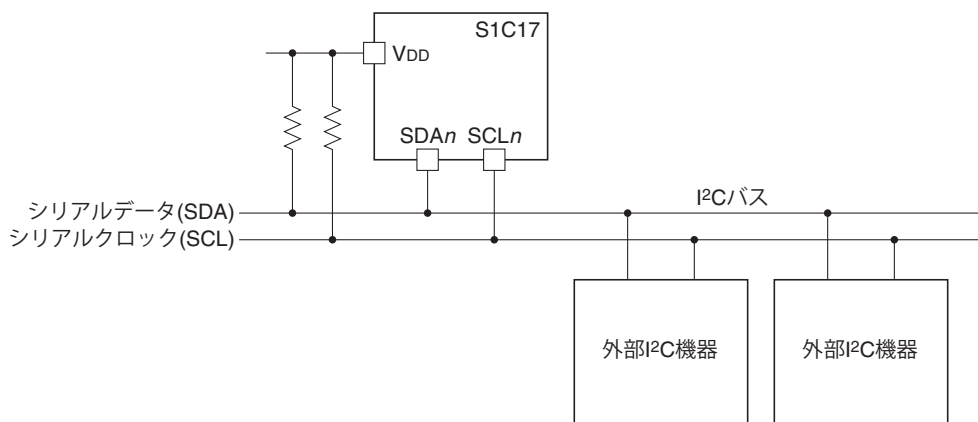 S1C17
VDD
SDAn SCLn
シリアルデータ(SDA)
I²Cバス
シリアルクロック(SCL)
外部I²C機器
外部I²C機器